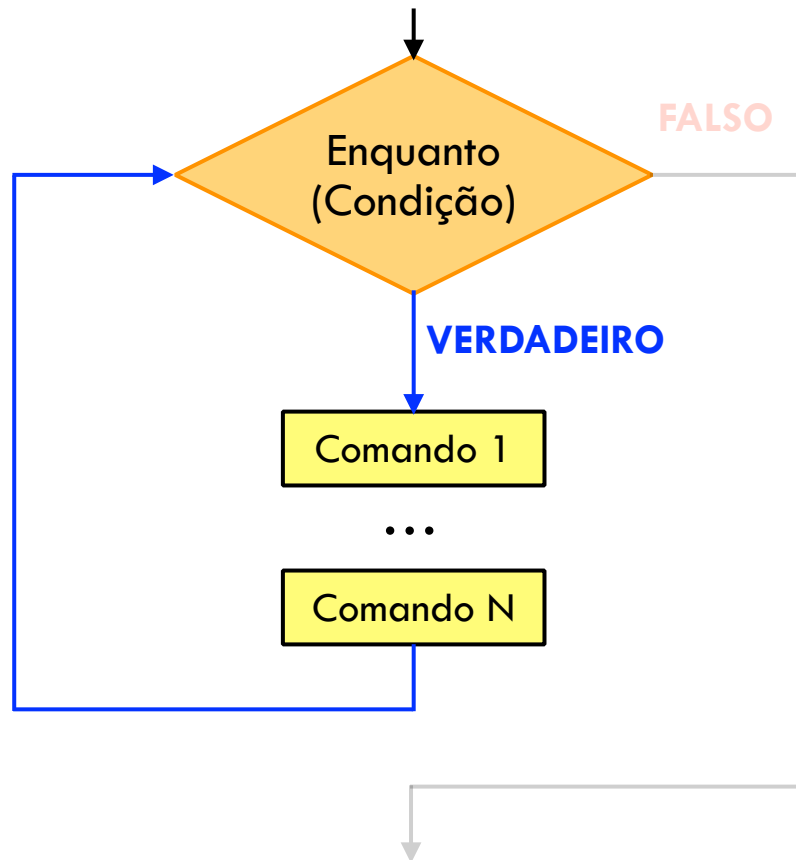 FALSO
Enquanto
(Condição)
VERDADEIRO
Comando 1
...
Comando N